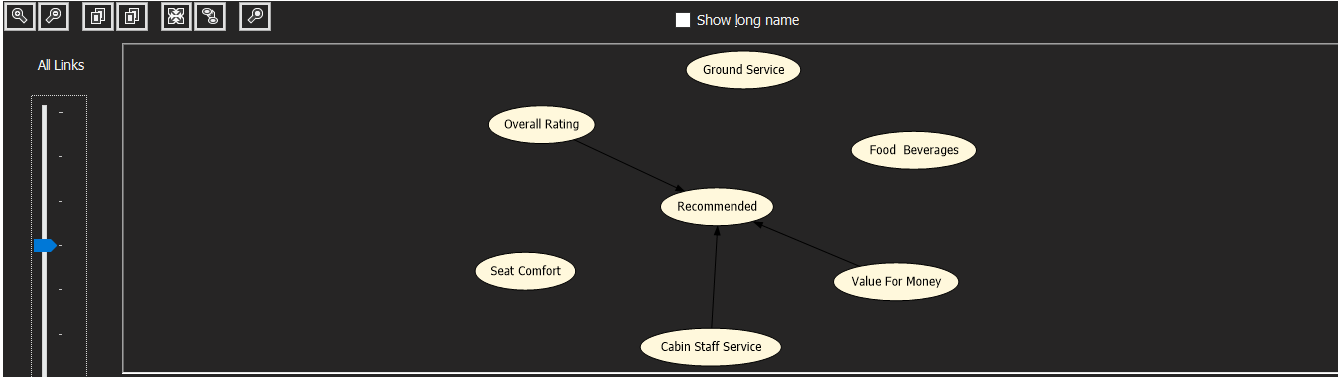 Show long name
All Links
Ground Service
Overall Rating
Food  Beverages
Recommended
Seat Comfort
Value For Money
Cabin Staff Service